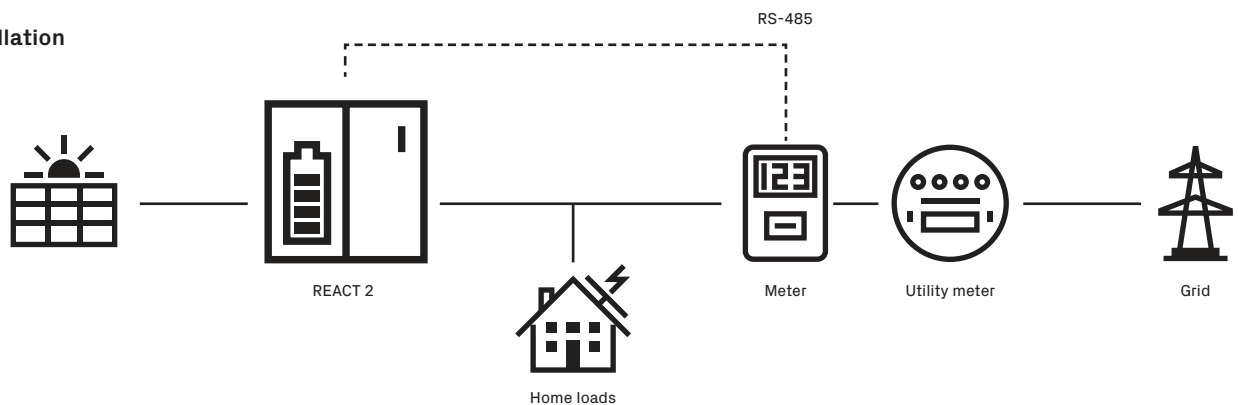 llation
RS-485
123
REACT 2
Meter
Utility meter
Grid
Home loads